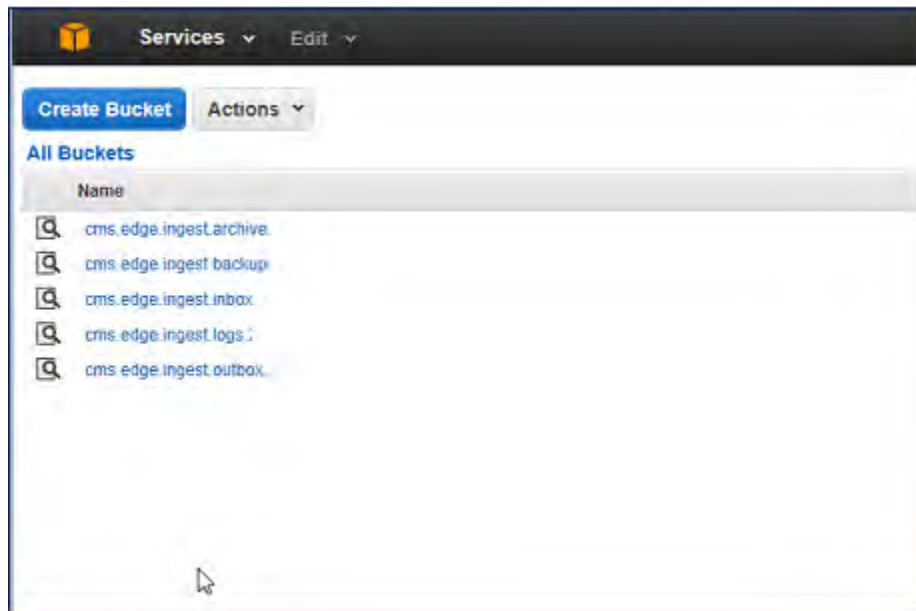 Services Edit
Create Bucket Actions
All Buckets
Name
cms.edge.ingest.archive.
cms.edge.ingest.backup
cms.edge.ingest.inbox
cms.edge.ingest.logs.
cms.edge.ingest.outbox.